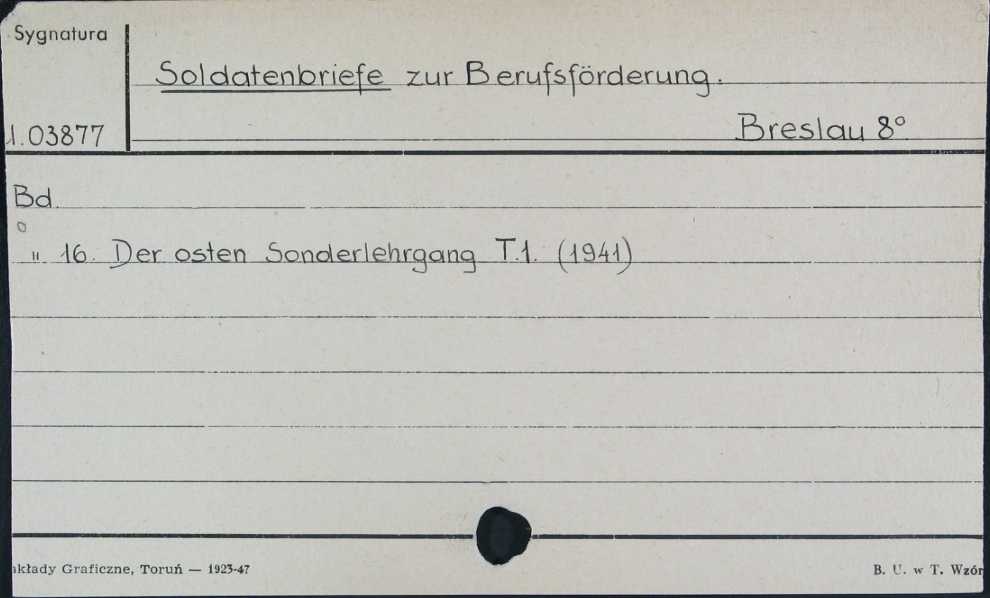 Sygnatura
Soldatenbriefe zur Berufsförderung.
1.03877
Breslau 8°
Bd.
o
" 16. Der osten Sonderlehrgang T.1. (1941)
akłady Graficzne, Toruń — 1923-47
B. U. w T. Wzór